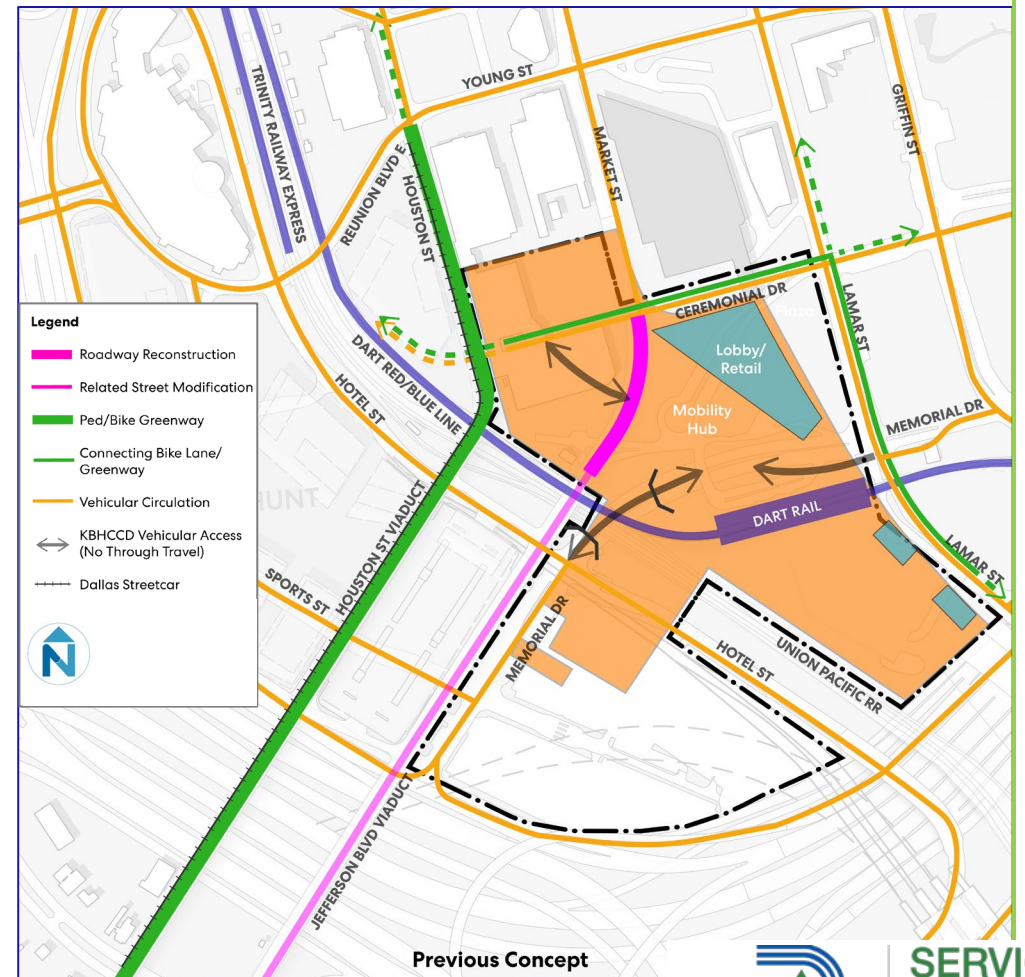 YOUNG ST
TRINITY RAILWAY EXPRESS
REUNION BLVD E
HOUSTON ST
MARKET ST
GRIFFIN ST
CEREMONIAL DR
LAMAR ST
Lobby/
Retail
Mobility
Hub
MEMORIAL DR
DART RAIL
LAMAR ST
DART RED/BLUE LINE
HOTEL ST
HUNT
HOUSTON ST VIADUCT
SPORTS ST
MEMORIAL DR
HOTEL ST
UNION PACIFIC RR
JEFFERSON BLVD VIADUCT
Legend
Roadway Reconstruction
Related Street Modification
Ped/Bike Greenway
Connecting Bike Lane/
Greenway
Vehicular Circulation
KBHCCD Vehicular Access
(No Through Travel)
Dallas Streetcar
N
Previous Concept
SERVI